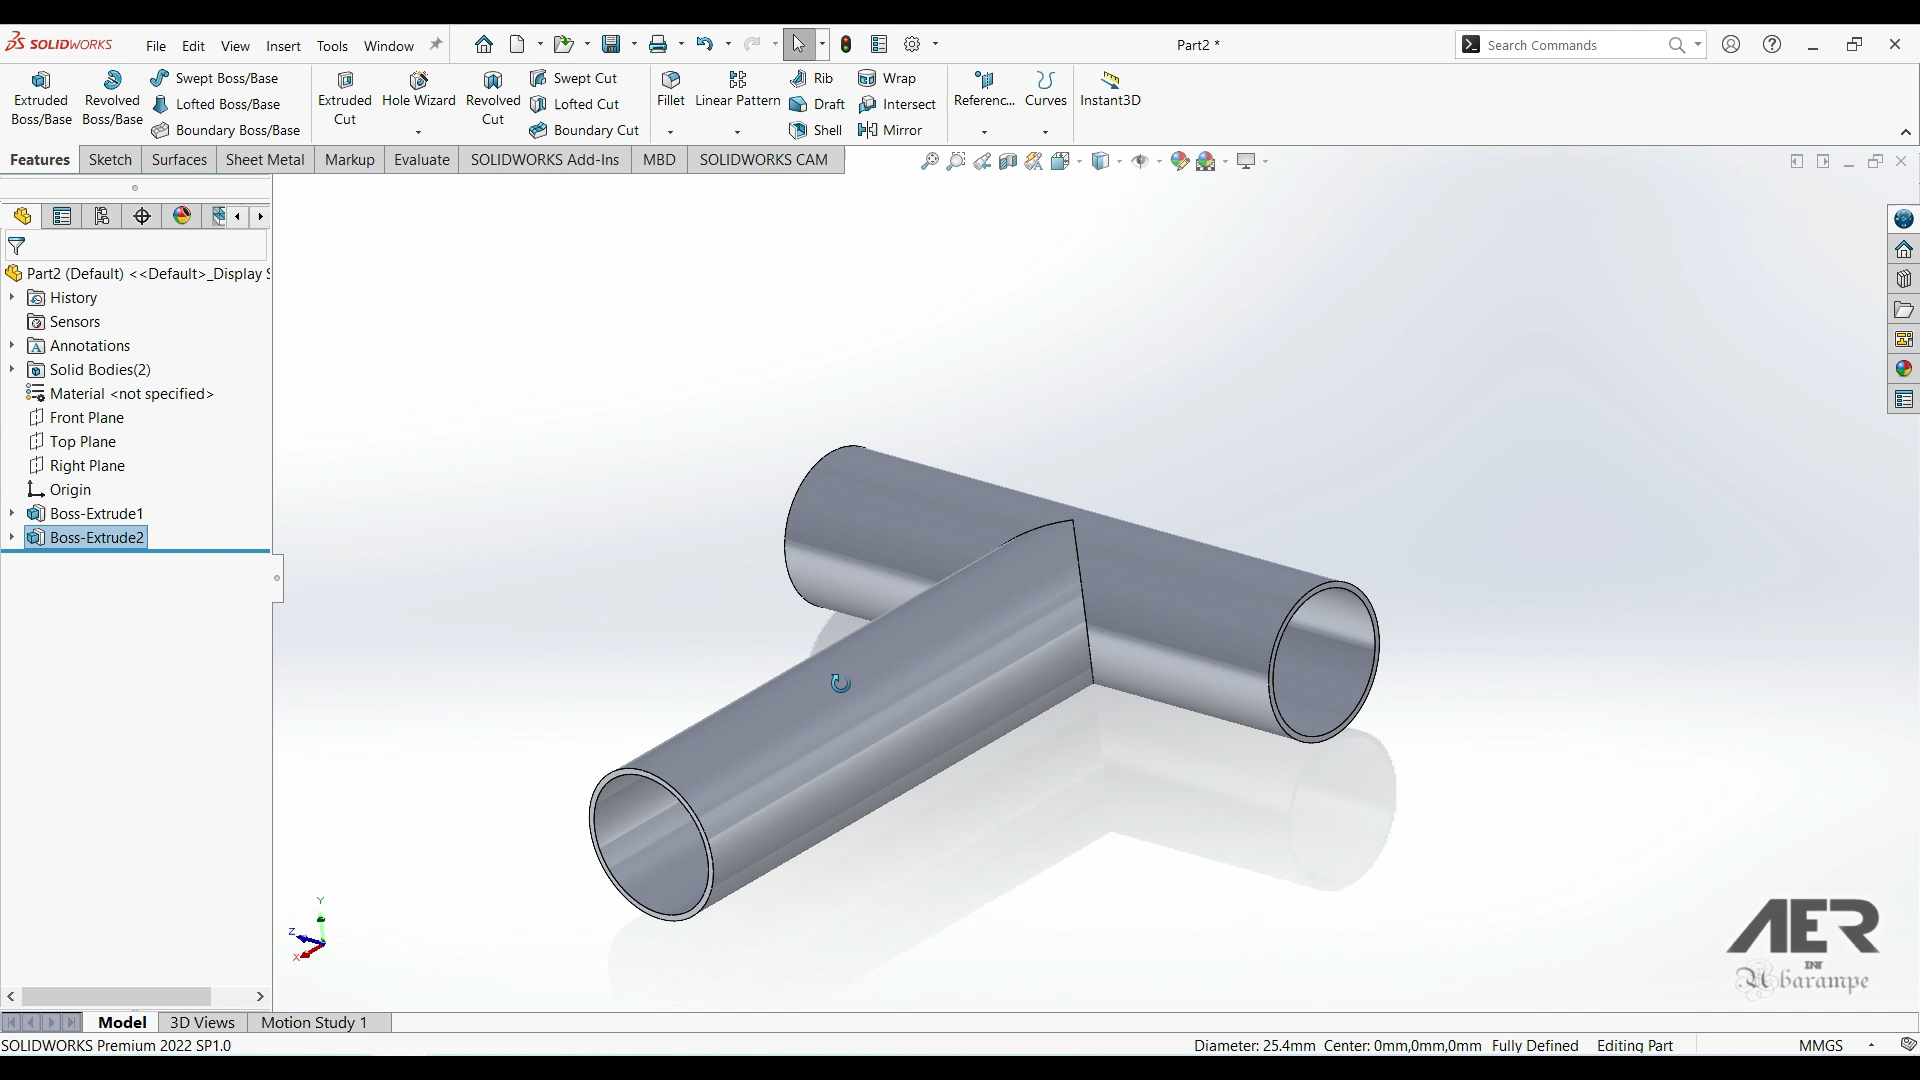 SOLIDWORKS File Edit View Insert Tools Window Part2 * Search Commands
Extruded Boss/Base
Revolved Boss/Base
Swept Boss/Base
Lofted Boss/Base
Boundary Boss/Base
Extruded Cut
Hole Wizard
Revolved Cut
Swept Cut
Lofted Cut
Boundary Cut
Fillet
Linear Pattern
Rib
Draft
Shell
Wrap
Intersect
Mirror
Referenc...
Curves
Instant3D
Features Sketch Surfaces Sheet Metal Markup Evaluate SOLIDWORKS Add-Ins MBD SOLIDWORKS CAM
Part2 (Default) <<Default>_Display S
History
Sensors
Annotations
Solid Bodies(2)
Material <not specified>
Front Plane
Top Plane
Right Plane
Origin
Boss-Extrude1
Boss-Extrude2
Y
Z
X
AER
INT
Abarampe
Model 3D Views Motion Study 1
SOLIDWORKS Premium 2022 SP1.0 Diameter: 25.4mm Center: 0mm,0mm,0mm Fully Defined Editing Part MMGS